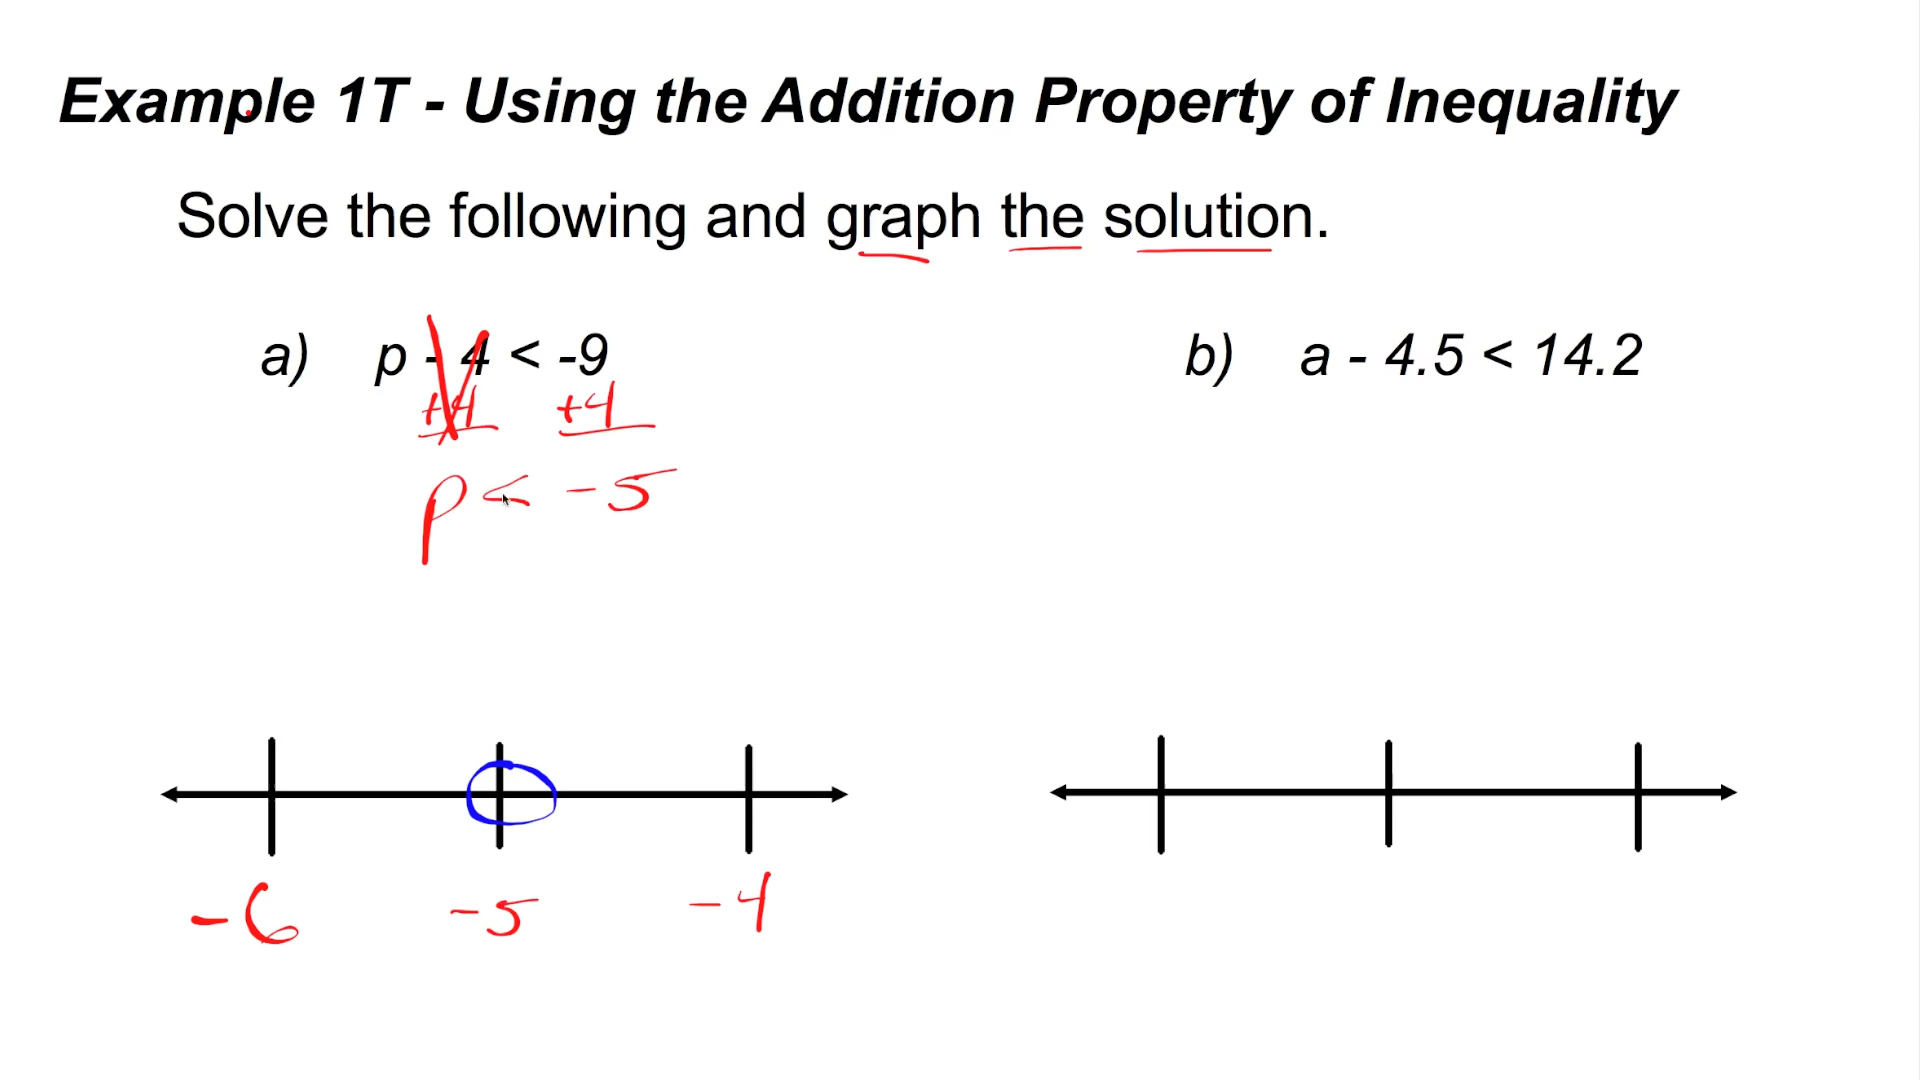 Example 1T - Using the Addition Property of Inequality
Solve the following and graph the solution.
a) p - 4 < -9
+4 +4
p < -5
b) a - 4.5 < 14.2
-6 -5 -4